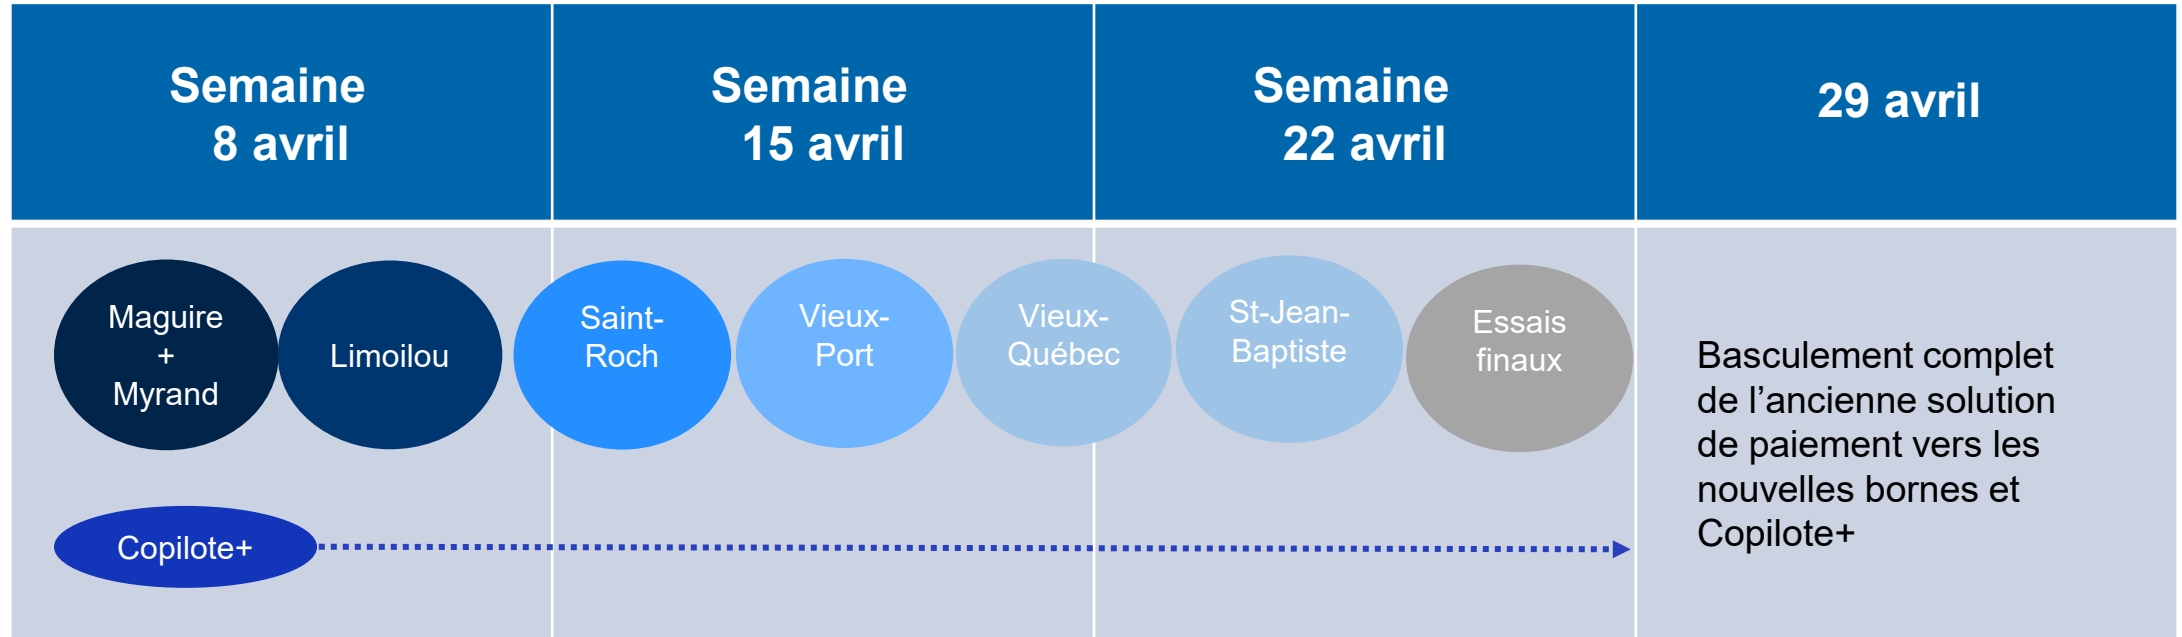 Semaine
8 avril
Semaine
15 avril
Semaine
22 avril
29 avril
Maguire
+
Myrand
Limoilou
Saint-
Roch
Vieux-
Port
Vieux-
Québec
St-Jean-
Baptiste
Essais
finaux
Copilote+
Basculement complet
de l’ancienne solution
de paiement vers les
nouvelles bornes et
Copilote+